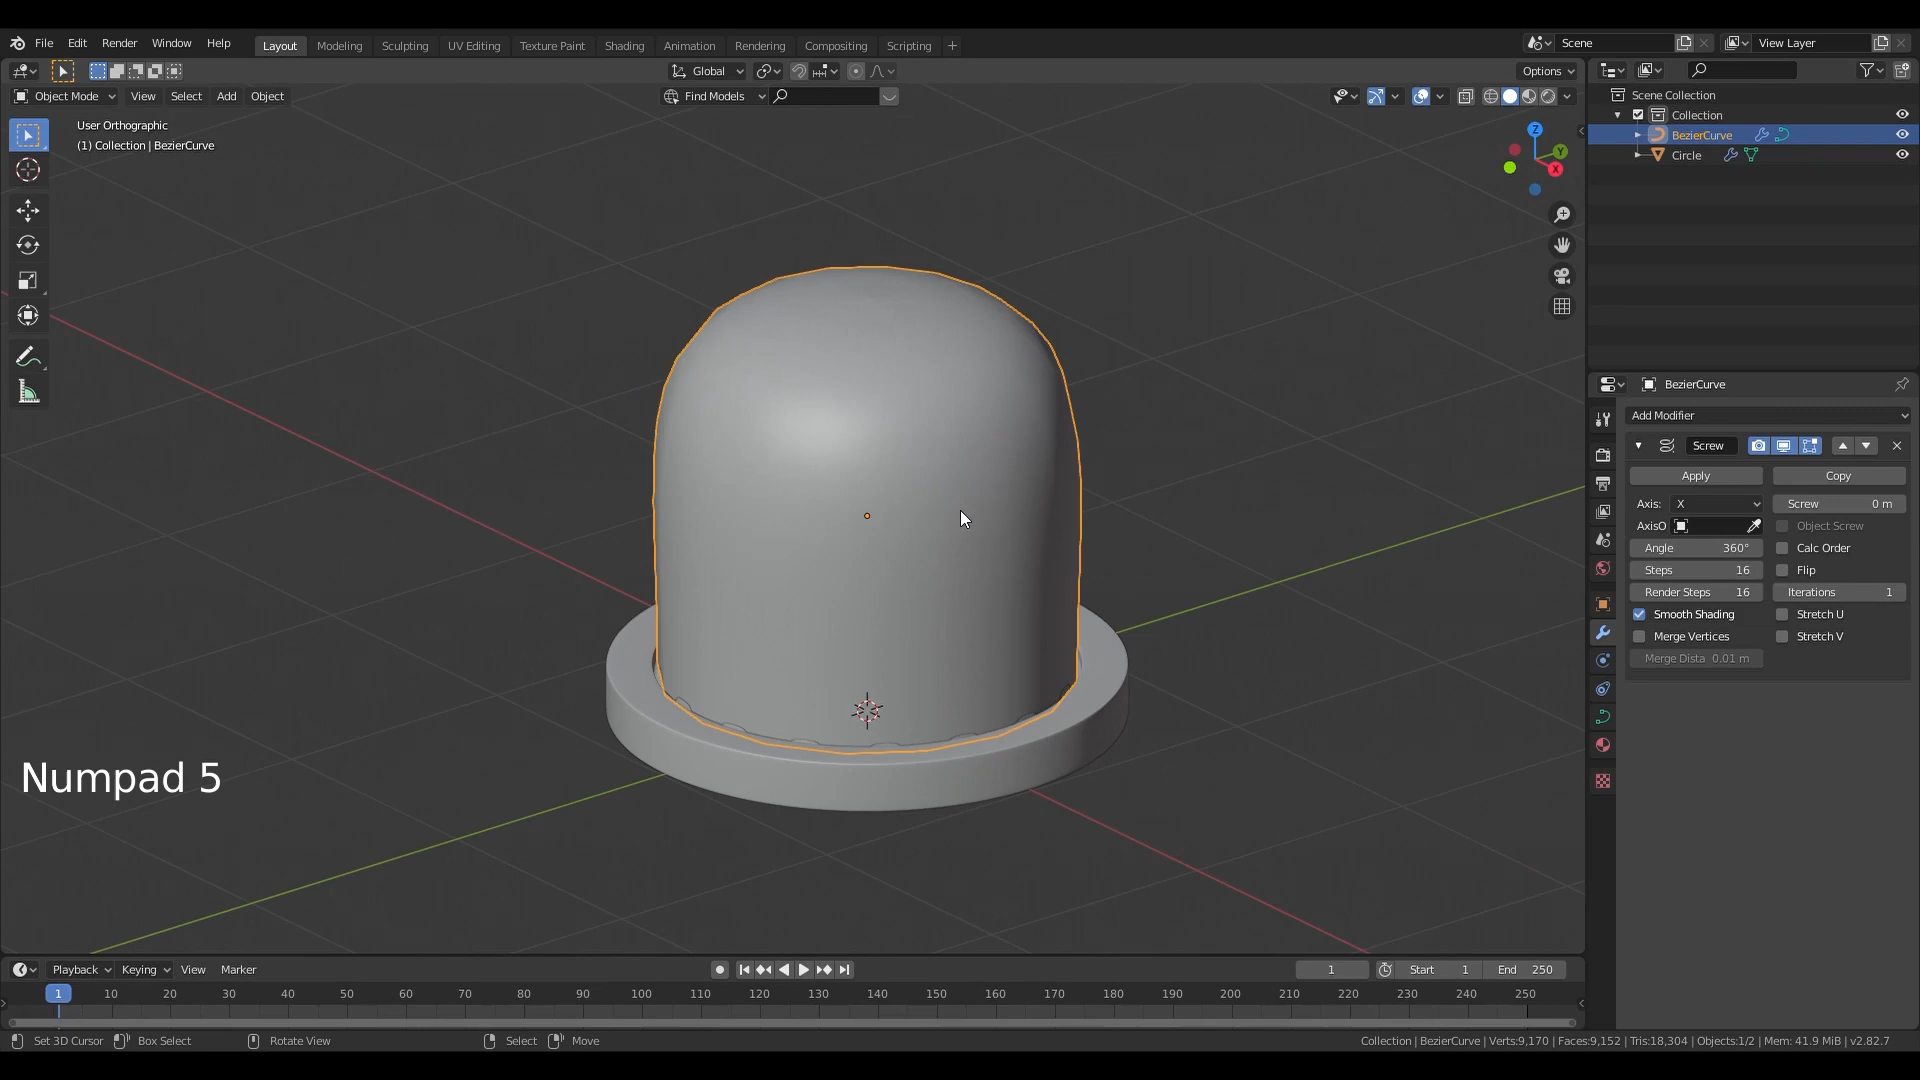 File Edit Render Window Help Layout Modeling Sculpting UV Editing Texture Paint Shading Animation Rendering Compositing Scripting + Scene View Layer
Global Options
Object Mode View Select Add Object Find Models
User Orthographic
(1) Collection | BezierCurve
Z
Y
X
Scene Collection
Collection
BezierCurve
Circle
BezierCurve
Add Modifier
Screw
Apply Copy
Axis: X Screw 0 m
AxisO Object Screw
Angle 360° Calc Order
Steps 16 Flip
Render Steps 16 Iterations 1
Smooth Shading Stretch U
Merge Vertices Stretch V
Merge Dista 0.01 m
Numpad 5
Playback Keying View Marker 1 Start 1 End 250
1 10 20 30 40 50 60 70 80 90 100 110 120 130 140 150 160 170 180 190 200 210 220 230 240 250
Set 3D Cursor Box Select Rotate View Select Move Collection | BezierCurve | Verts:9,170 | Faces:9,152 | Tris:18,304 | Objects:1/2 | Mem: 41.9 MiB | v2.82.7